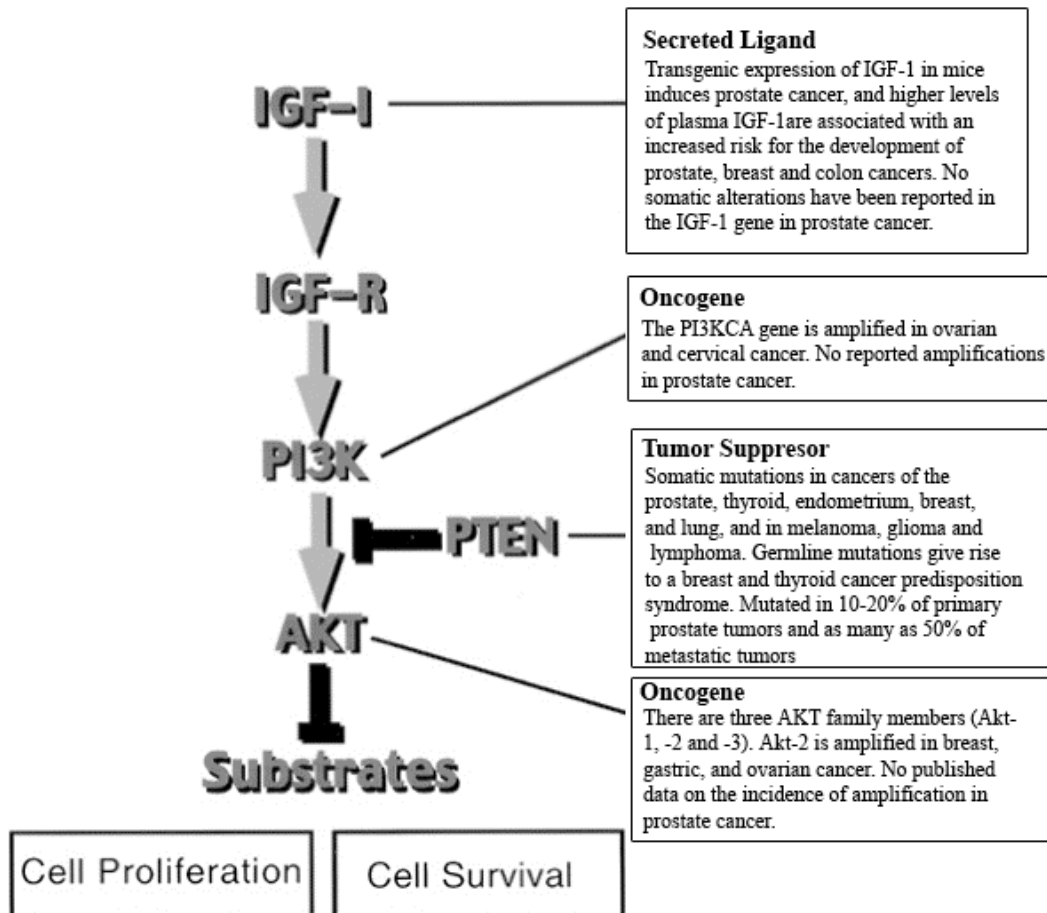 IGF-I
IGF-R
PI3K
PTEN
AKT
Substrates
Cell Proliferation
Cell Survival
Secreted Ligand
Transgenic expression of IGF-1 in mice
induces prostate cancer, and higher levels
of plasma IGF-1are associated with an
increased risk for the development of
prostate, breast and colon cancers. No
somatic alterations have been reported in
the IGF-1 gene in prostate cancer.
Oncogene
The PI3KCA gene is amplified in ovarian
and cervical cancer. No reported amplifications
in prostate cancer.
Tumor Suppresor
Somatic mutations in cancers of the
prostate, thyroid, endometrium, breast,
and lung, and in melanoma, glioma and
lymphoma. Germline mutations give rise
to a breast and thyroid cancer predisposition
syndrome. Mutated in 10-20% of primary
prostate tumors and as many as 50% of
metastatic tumors
Oncogene
There are three AKT family members (Akt-
1, -2 and -3). Akt-2 is amplified in breast,
gastric, and ovarian cancer. No published
data on the incidence of amplification in
prostate cancer.